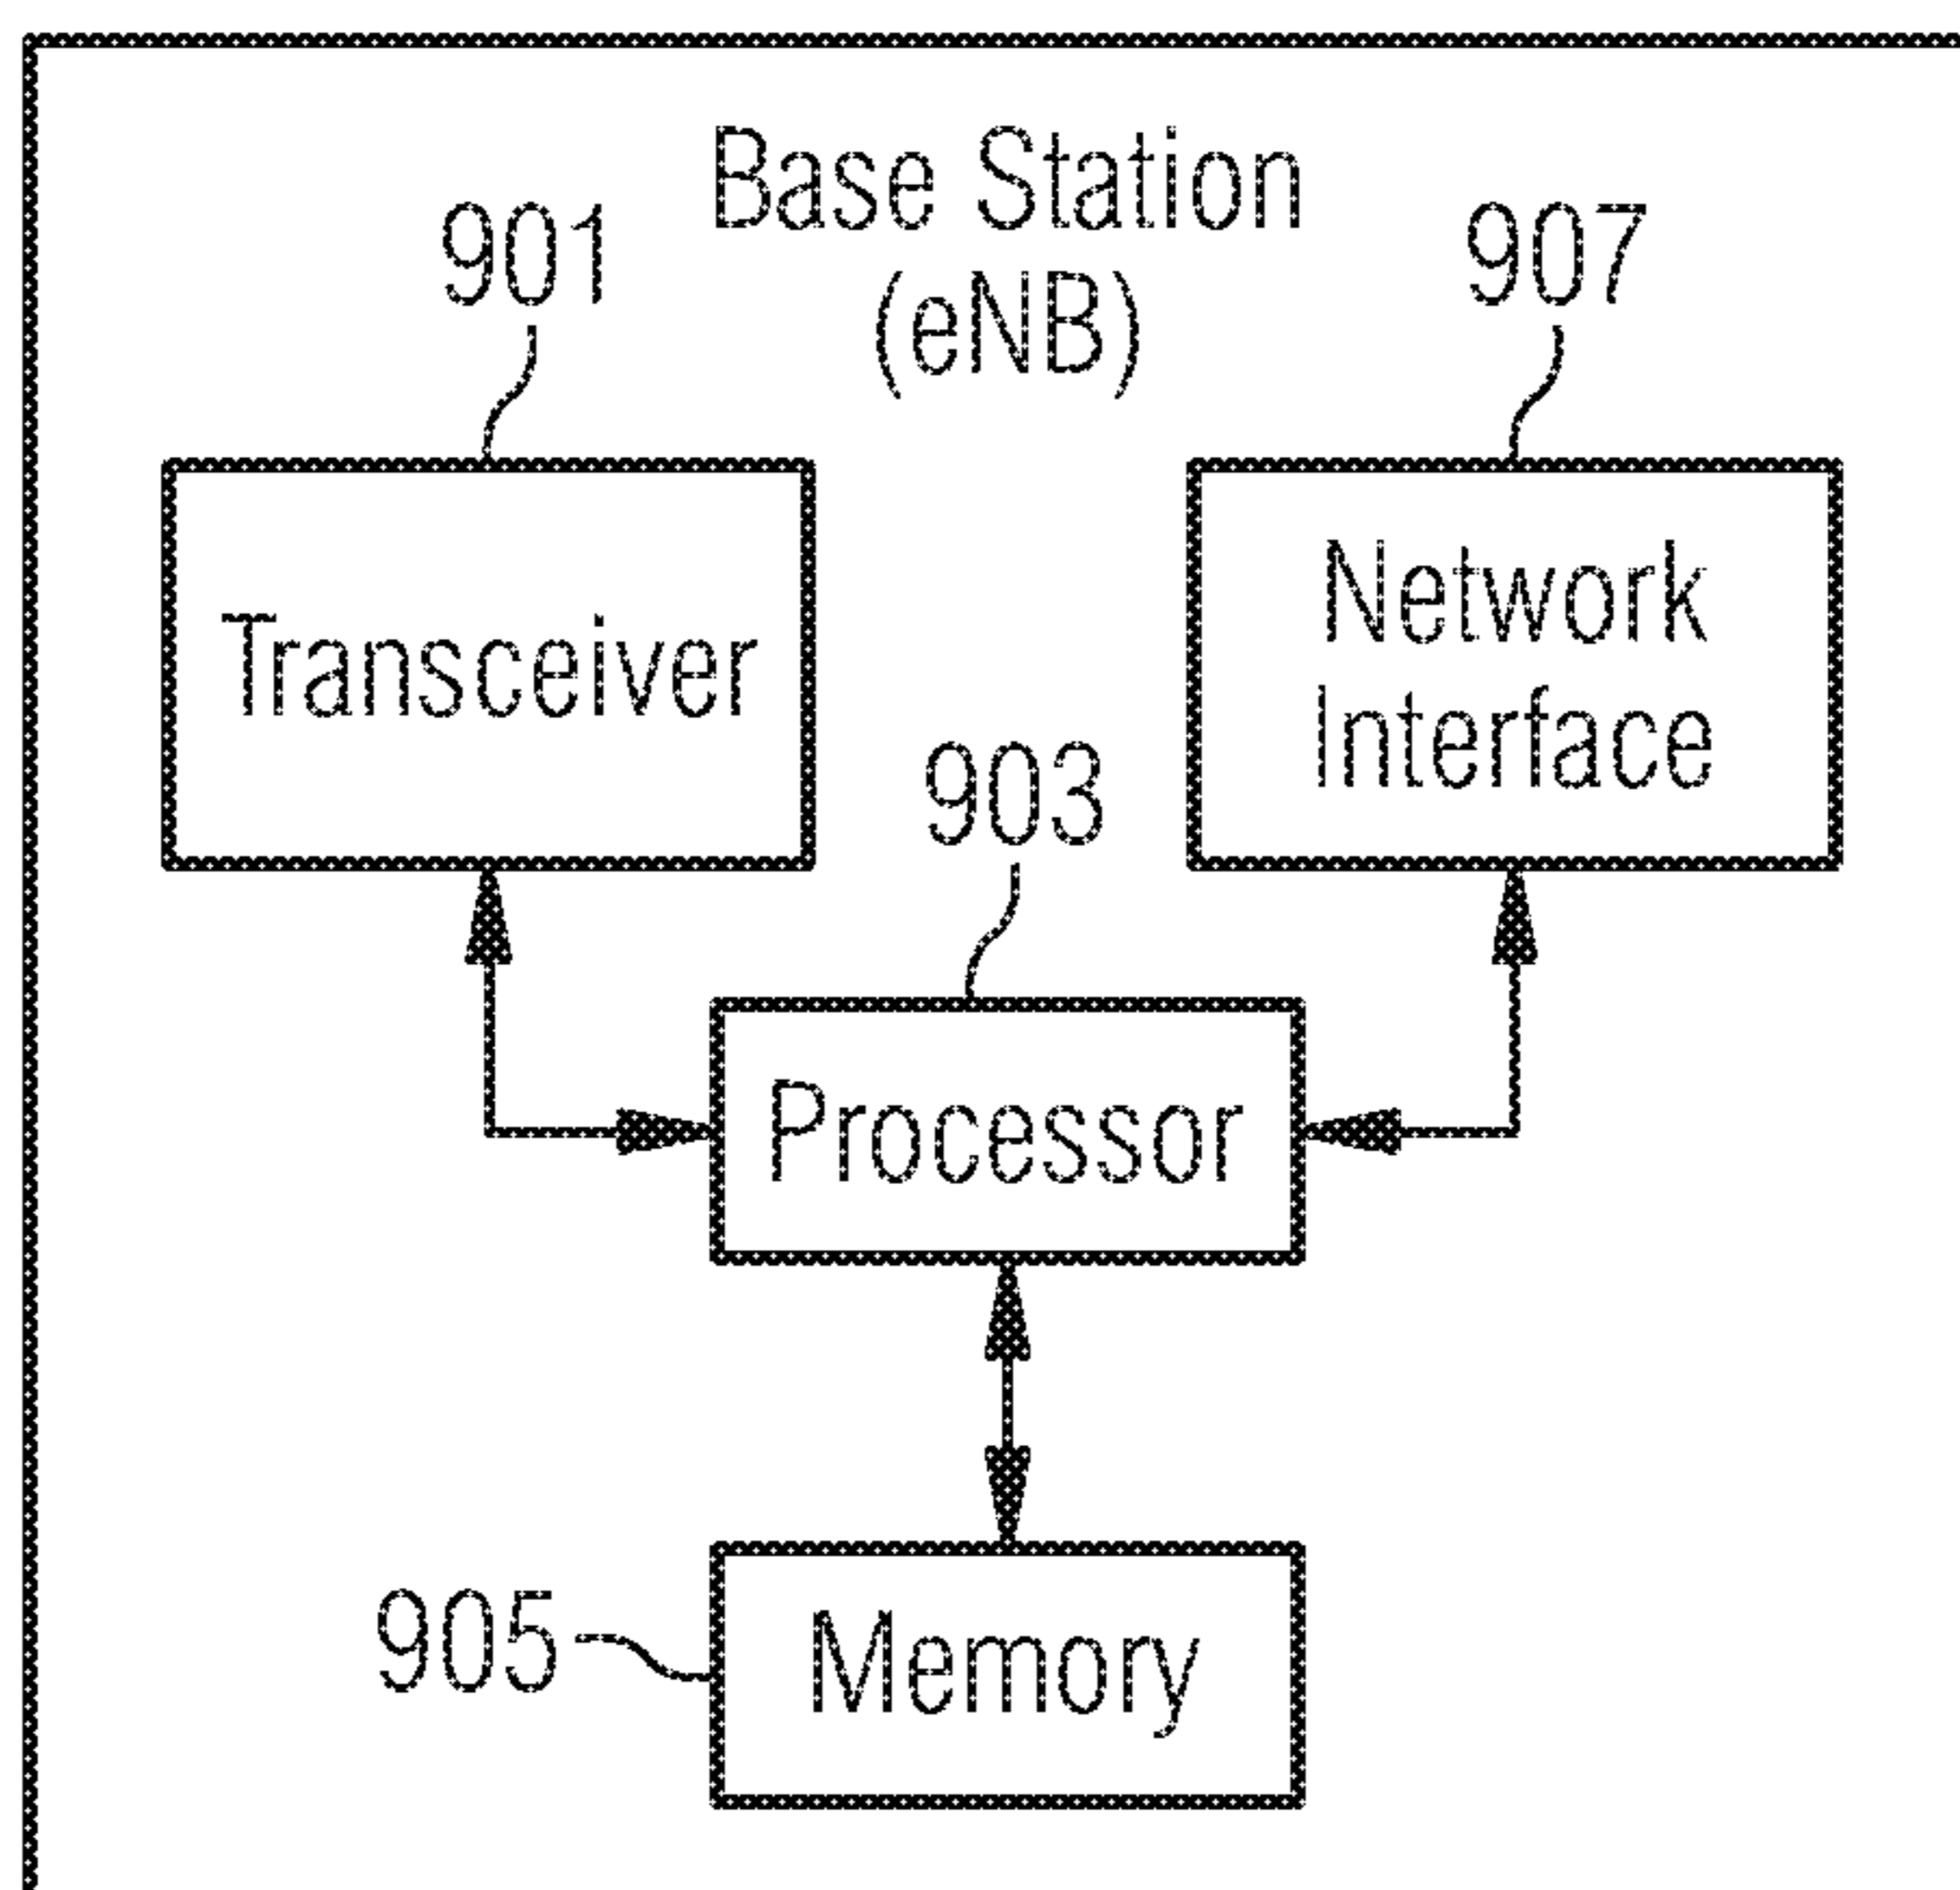 Base Station
(eNB)
901
907
Transceiver
Network
Interface
903
Processor
905
Memory